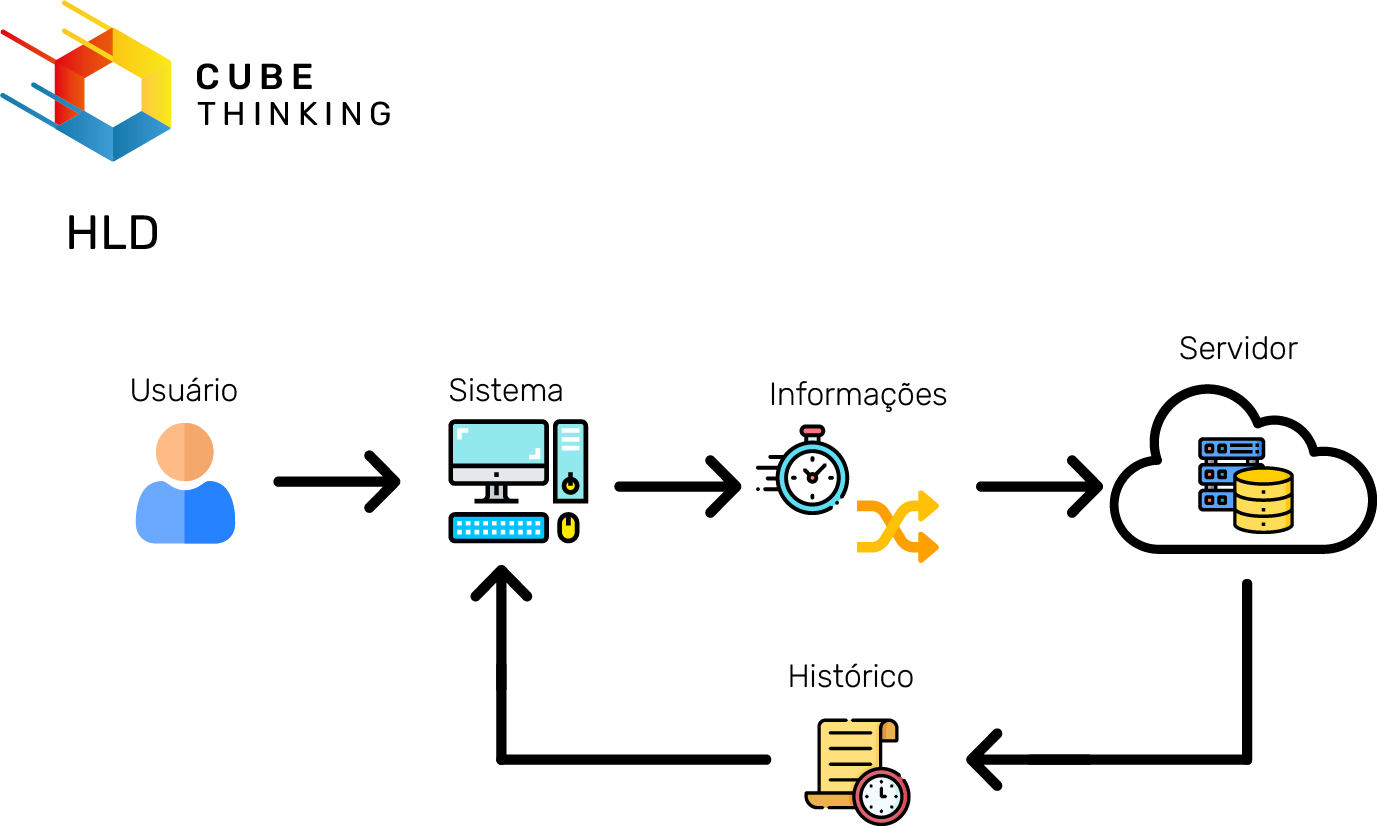 CUBE
THINKING
HLD
Usuário
Sistema
Informações
Servidor
Histórico